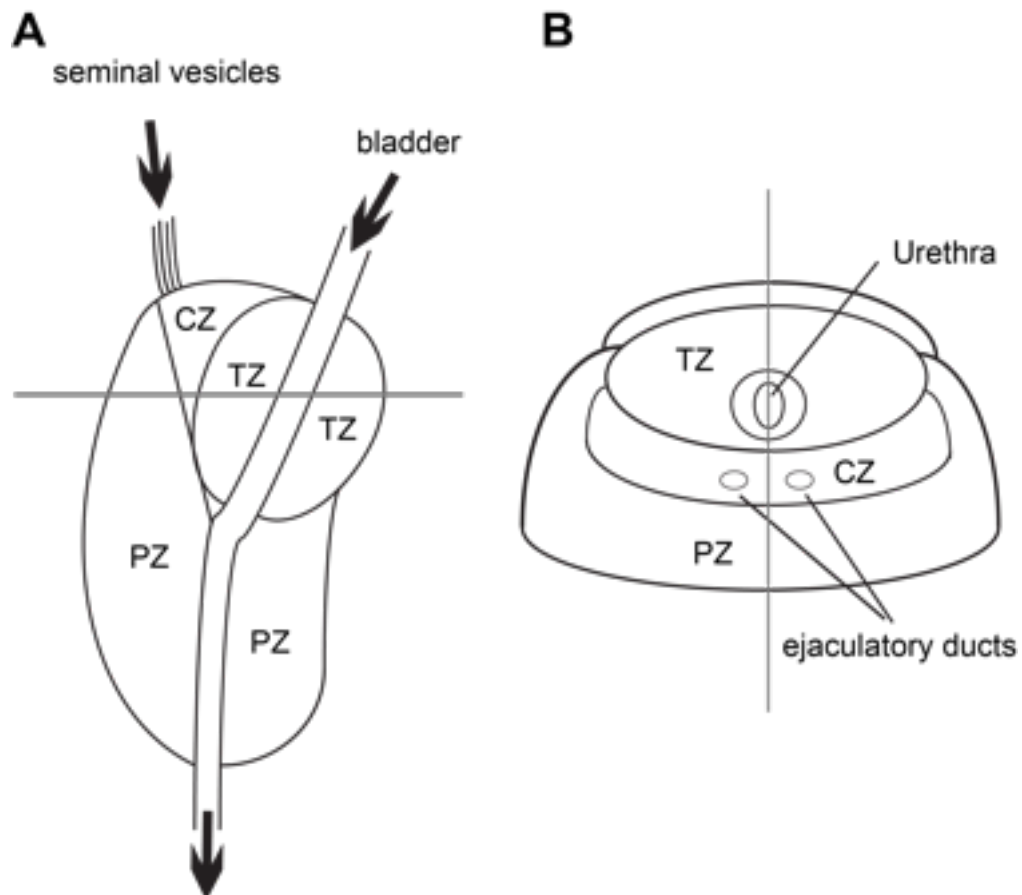 A
seminal vesicles
bladder
CZ
TZ
TZ
PZ
PZ
B
Urethra
TZ
CZ
PZ
ejaculatory ducts